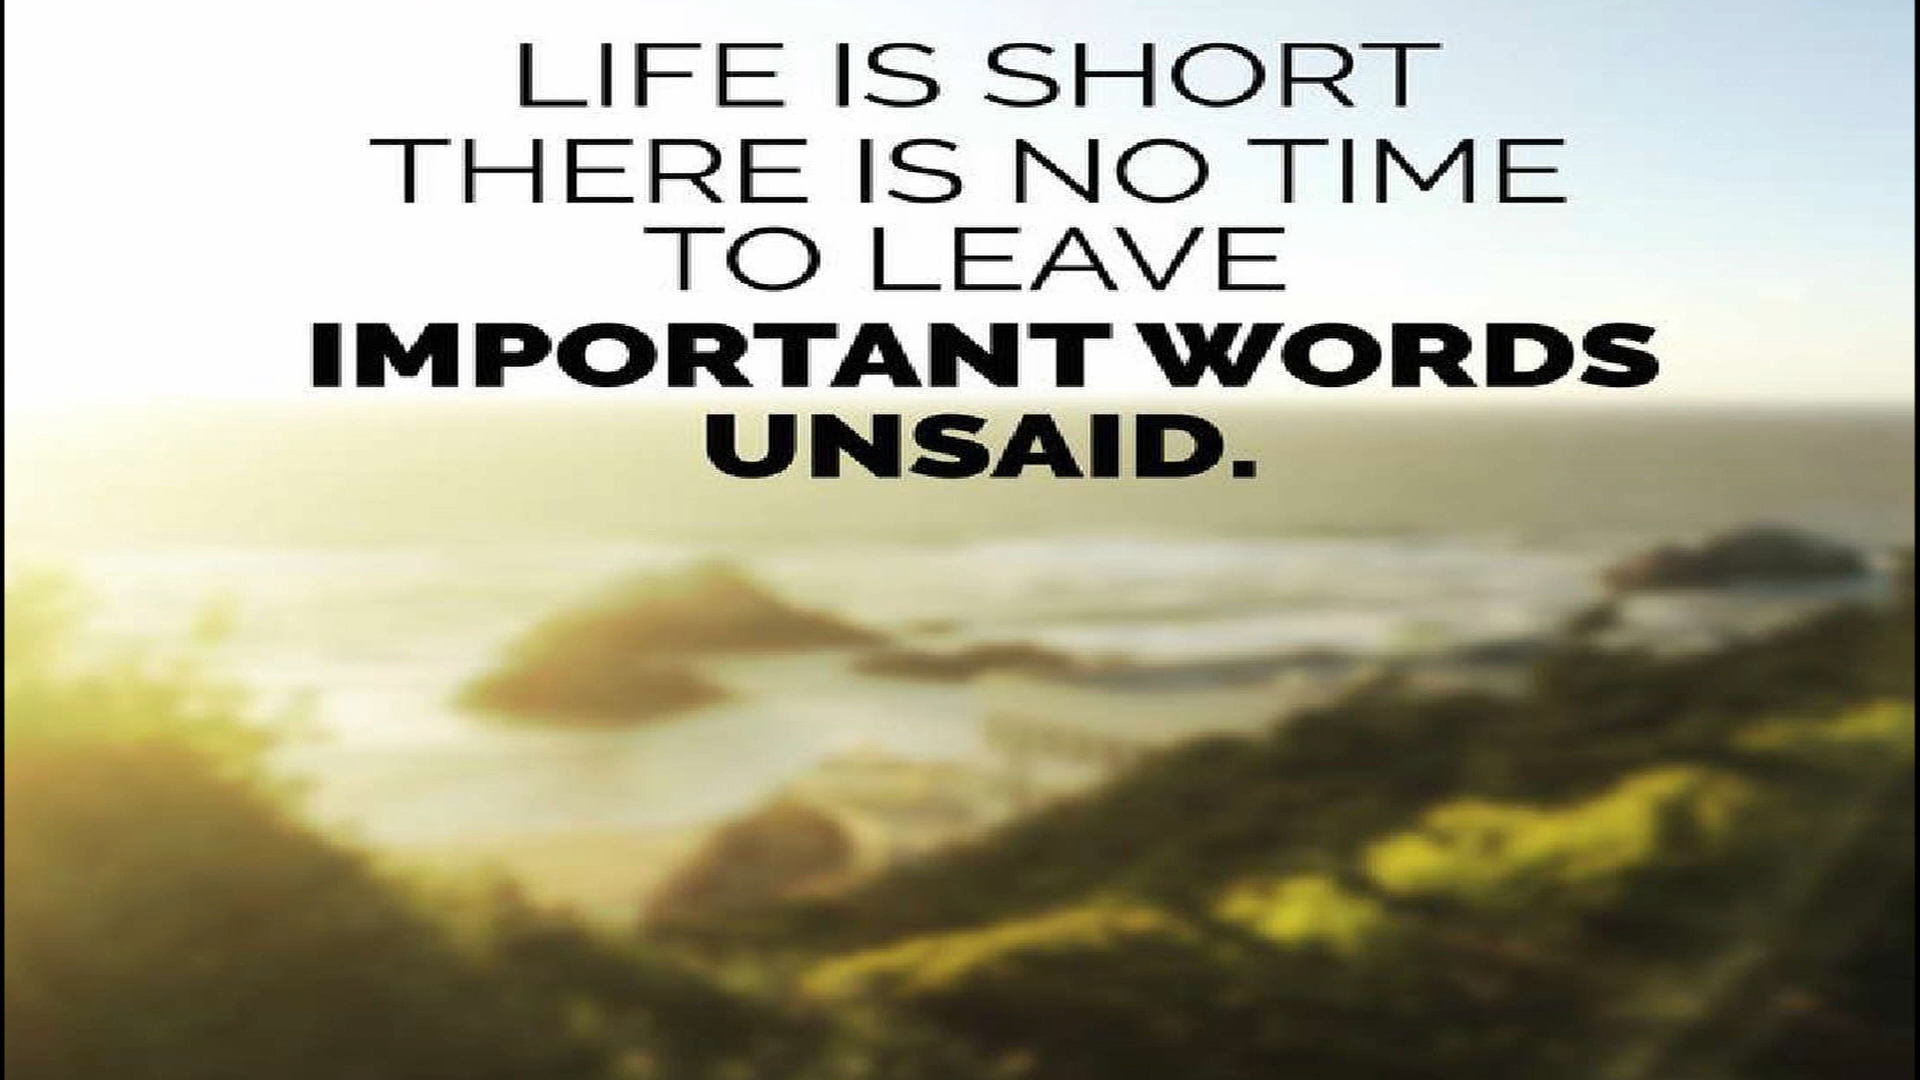 LIFE IS SHORT
THERE IS NO TIME
TO LEAVE
IMPORTANT WORDS
UNSAID.